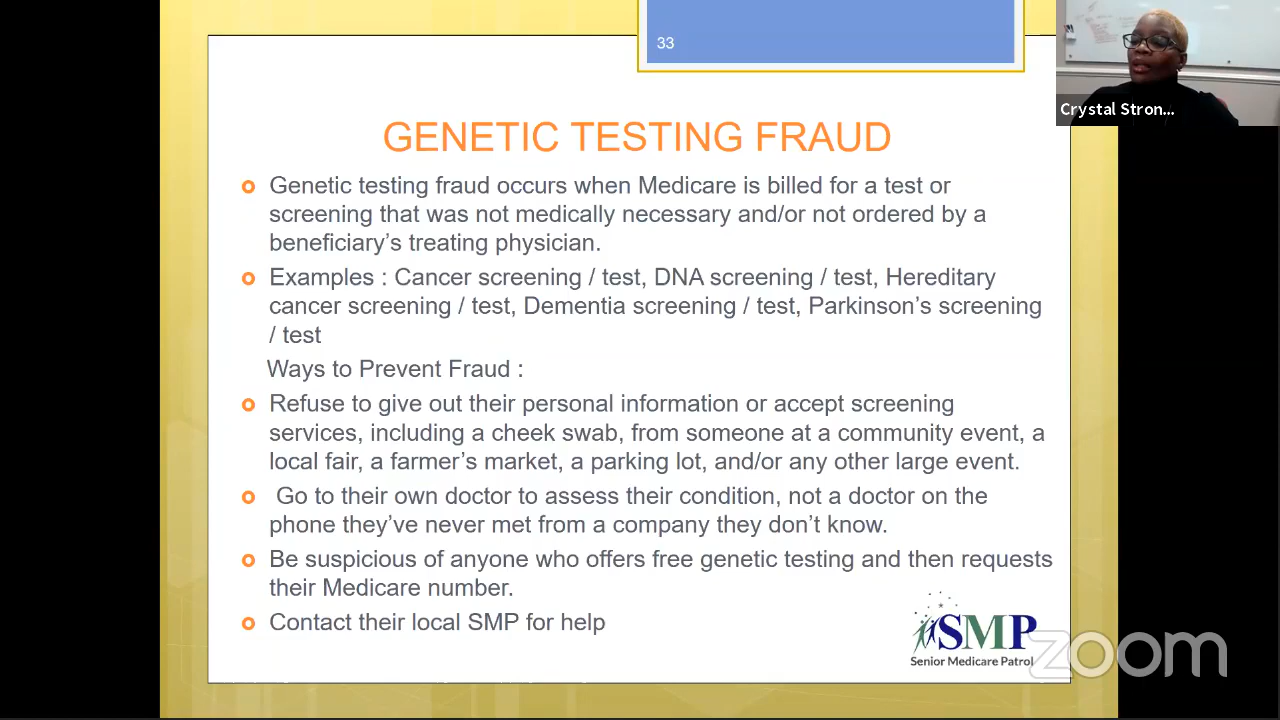 33
Crystal Stron...
GENETIC TESTING FRAUD
Genetic testing fraud occurs when Medicare is billed for a test or
screening that was not medically necessary and/or not ordered by a
beneficiary's treating physician.
Examples : Cancer screening / test, DNA screening / test, Hereditary
cancer screening / test, Dementia screening / test, Parkinson's screening
/ test
Ways to Prevent Fraud :
Refuse to give out their personal information or accept screening
services, including a cheek swab, from someone at a community event, a
local fair, a farmer's market, a parking lot, and/or any other large event.
Go to their own doctor to assess their condition, not a doctor on the
phone they've never met from a company they don't know.
Be suspicious of anyone who offers free genetic testing and then requests
their Medicare number.
Contact their local SMP for help
SMP
Senior Medicare Patrol
zoom